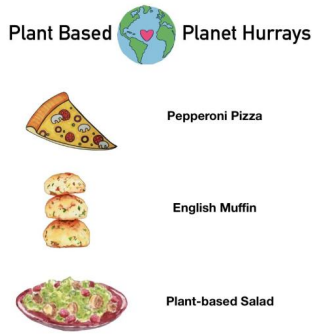 Plant Based Planet Hurrays
Pepperoni Pizza
English Muffin
Plant-based Salad